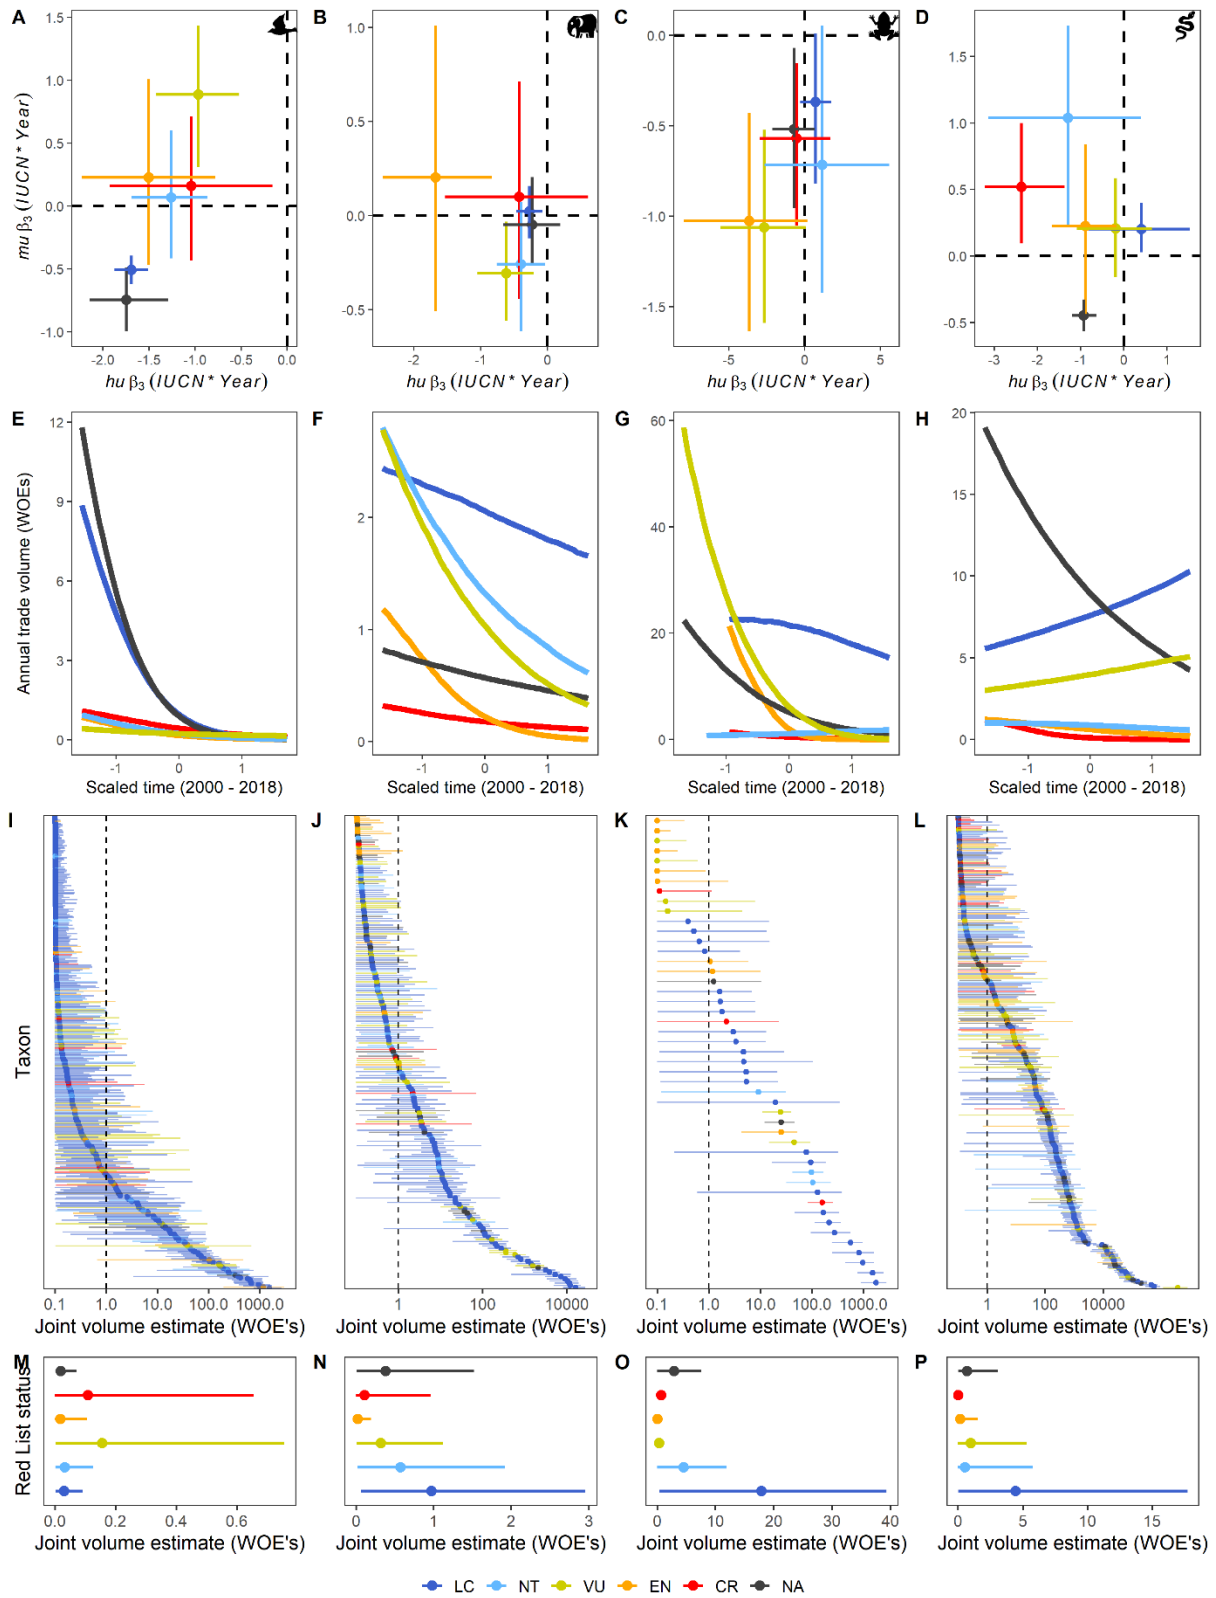 A B C D
1.5 1.0 0.5 0.0 -0.5 -1.0
1.0 0.5 0.0 -0.5
0.0 -0.5 -1.0 -1.5
1.5 1.0 0.5 0.0 -0.5
mu β3 (IUCN* Year)
-2.0 -1.5 -1.0 -0.5 0.0
-2 -1 0
-5 0 5
-3 -2 -1 0 1
hu β3 (IUCN* Year) hu β3 (IUCN* Year) hu β3 (IUCN* Year) hu β3 (IUCN* Year)
E F G H
12 9 6 3 0
2 1 0
60 40 20 0
20 15 10 5 0
Annual trade volume (WOEs)
-1 0 1
-1 0 1
-1 0 1
-1 0 1
Scaled time (2000 - 2018) Scaled time (2000 - 2018) Scaled time (2000 - 2018) Scaled time (2000 - 2018)
I J K L
Taxon
0.1 1.0 10.0 100.0 1000.0
1 100 10000
0.1 1.0 10.0 100.0 1000.0
1 100 10000
Joint volume estimate (WOE's) Joint volume estimate (WOE's) Joint volume estimate (WOE's) Joint volume estimate (WOE's)
M N O P
Red List status
0.0 0.2 0.4 0.6
0 1 2 3
0 10 20 30 40
0 5 10 15
Joint volume estimate (WOE's) Joint volume estimate (WOE's) Joint volume estimate (WOE's) Joint volume estimate (WOE's)
LC NT VU EN CR NA